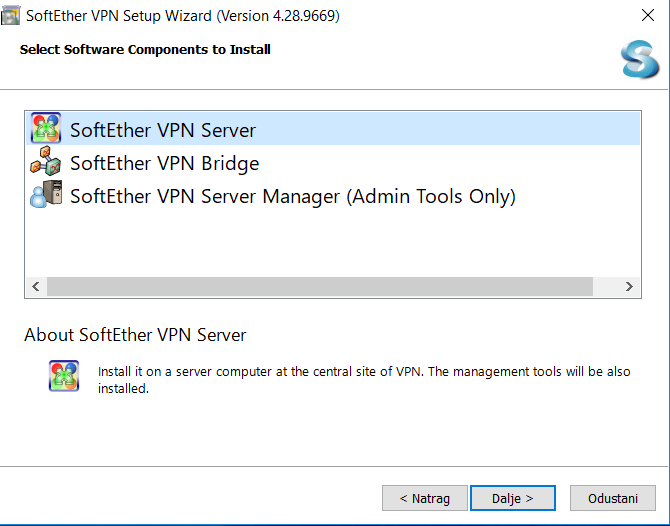 SoftEther VPN Setup Wizard (Version 4.28.9669)
Select Software Components to Install
SoftEther VPN Server
SoftEther VPN Bridge
SoftEther VPN Server Manager (Admin Tools Only)
About SoftEther VPN Server
Install it on a server computer at the central site of VPN. The management tools will be also
installed.
< Natrag
Dalje >
Odustani